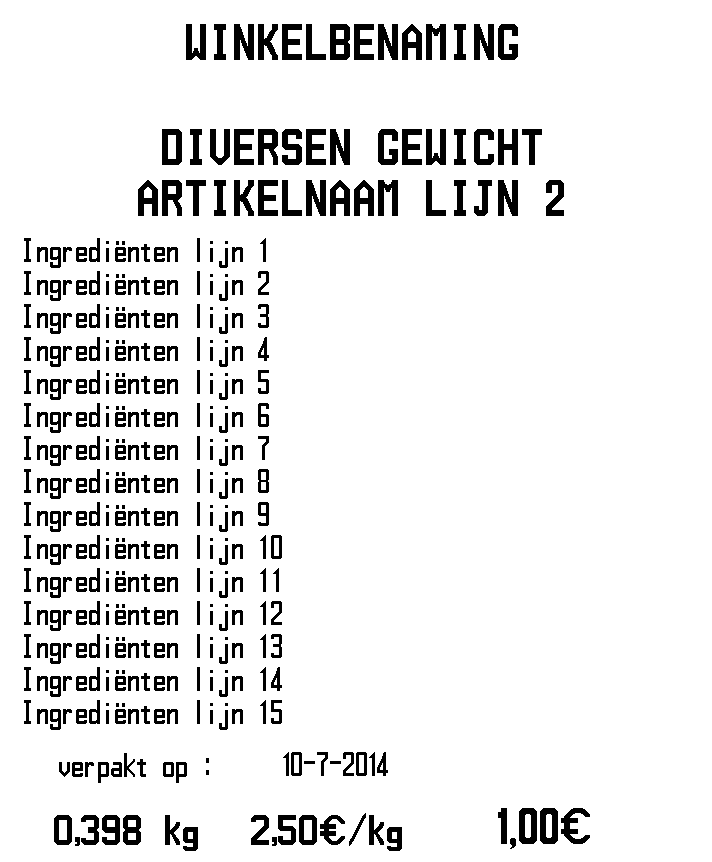 WINKELBENAMING
DIVERSEN GEWICHT
ARTIKELNAAM LIJN 2
Ingrediënten lijn 1
Ingrediënten lijn 2
Ingrediënten lijn 3
Ingrediënten lijn 4
Ingrediënten lijn 5
Ingrediënten lijn 6
Ingrediënten lijn 7
Ingrediënten lijn 8
Ingrediënten lijn 9
Ingrediënten lijn 10
Ingrediënten lijn 11
Ingrediënten lijn 12
Ingrediënten lijn 13
Ingrediënten lijn 14
Ingrediënten lijn 15
verpakt op : 10-7-2014
0,398 kg 2,50€/kg 1,00€